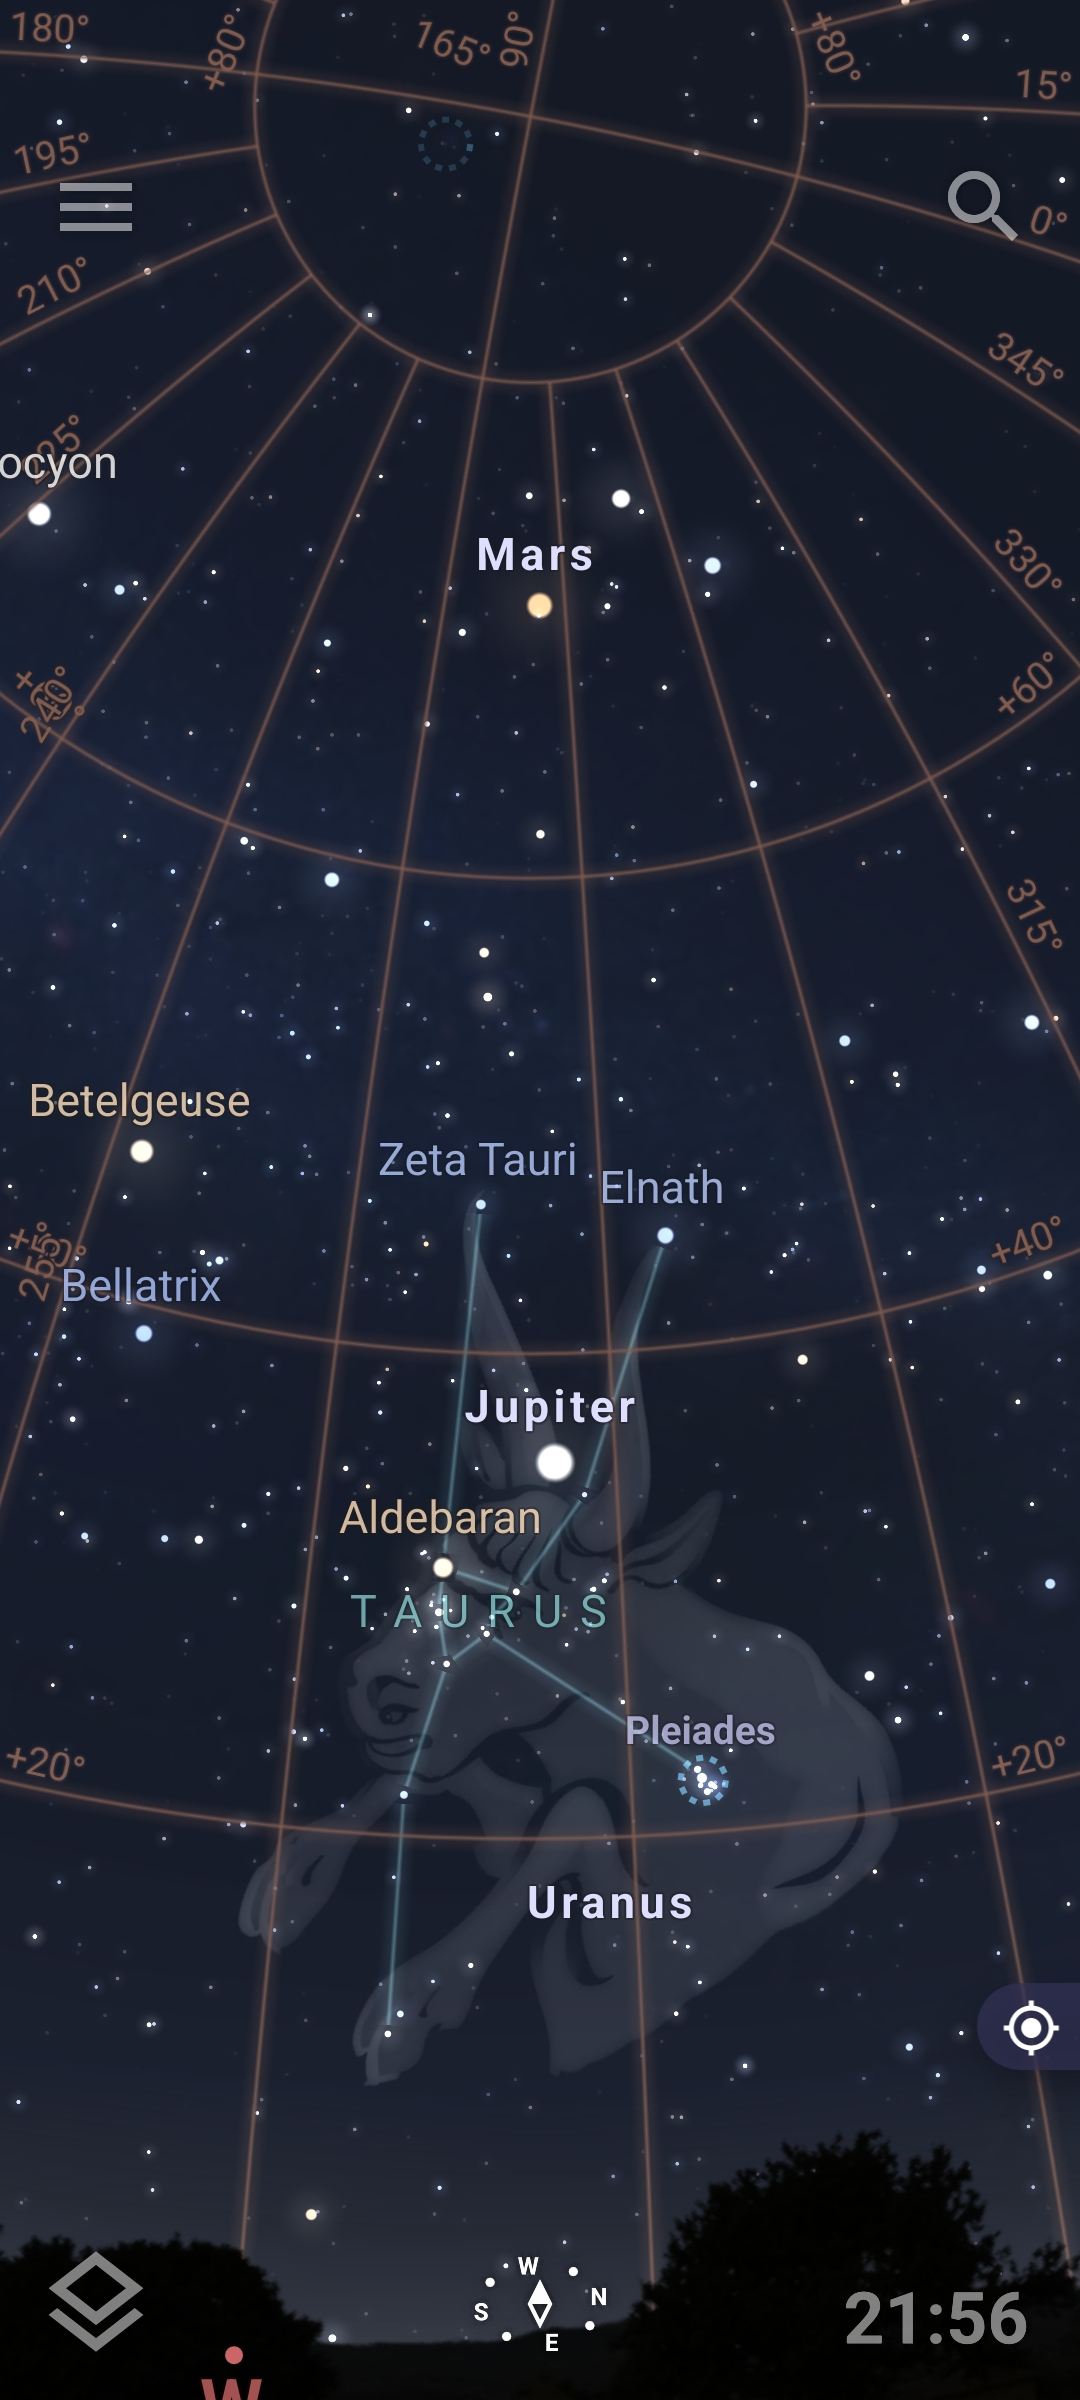 180°
+80°
165°
90°
+80°
15°
195°
0°
210°
345°
225°
ocyon
Mars
330°
+60°
240°
315°
Betelgeuse
Zeta Tauri
Elnath
+40°
255°
Bellatrix
Jupiter
Aldebaran
TAURUS
Pleiades
+20°
+20°
Uranus
W
S
N
E
21:56
W